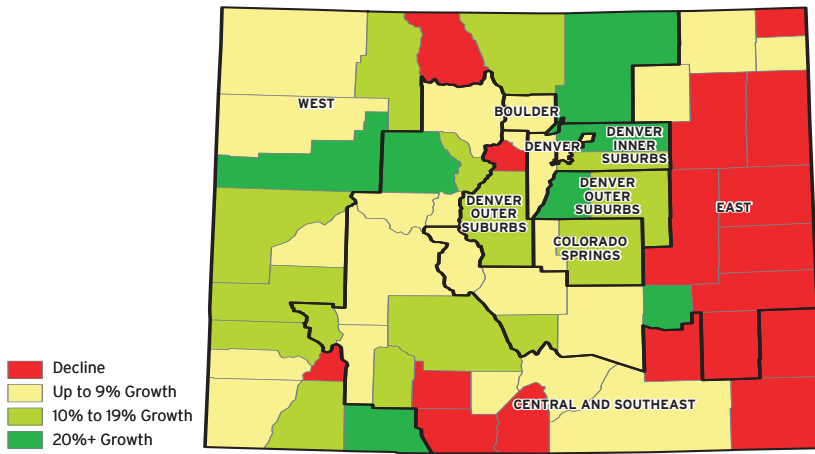 WEST
BOULDER
DENVER
DENVER
INNER
SUBURBS
DENVER
OUTER
SUBURBS
DENVER
OUTER
SUBURBS
EAST
COLORADO
SPRINGS
CENTRAL AND SOUTHEAST
Decline
Up to 9% Growth
10% to 19% Growth
20%+ Growth